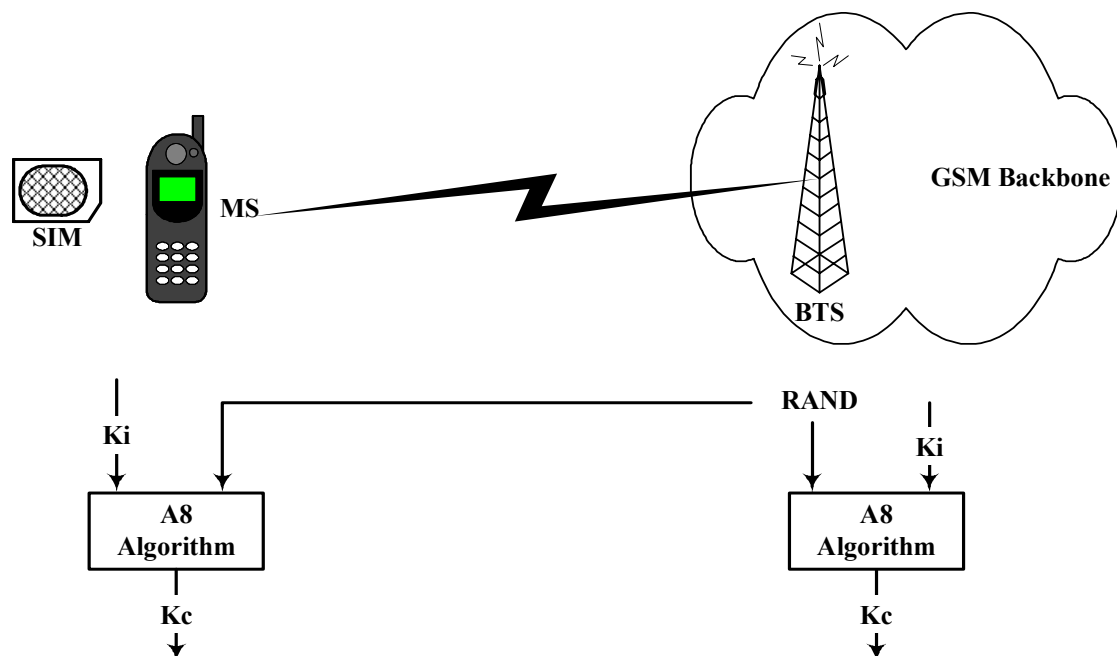 GSM Backbone
MS
SIM
BTS
RAND
Ki
Ki
A8
Algorithm
A8
Algorithm
Kc
Kc